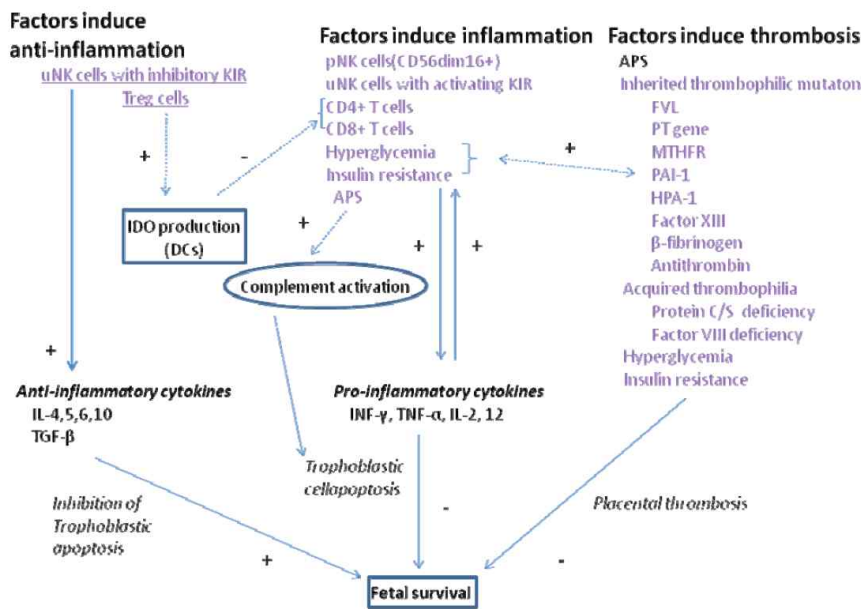 Factors induce
anti-inflammation
uNK cells with inhibitory KIR
Treg cells
+
-
IDO production
(DCs)
+
Anti-inflammatory cytokines
IL-4,5,6,10
TGF-β
Inhibition of
Trophoblastic
apoptosis
+
Factors induce inflammation
pNK cells(CD56dim16+)
uNK cells with activating KIR
CD4+ T cells
CD8+ T cells
Hyperglycemia
Insulin resistance
APS
+
+
+
+
Complement activation
Pro-inflammatory cytokines
INF-γ, TNF-α, IL-2, 12
Trophoblastic
cellapoptosis
-
Factors induce thrombosis
APS
Inherited thrombophilic mutaton
FVL
PT gene
MTHFR
PAI-1
HPA-1
Factor XIII
β-fibrinogen
Antithrombin
Acquired thrombophilia
Protein C/S deficiency
Factor VIII deficiency
Hyperglycemia
Insulin resistance
Placental thrombosis
-
Fetal survival